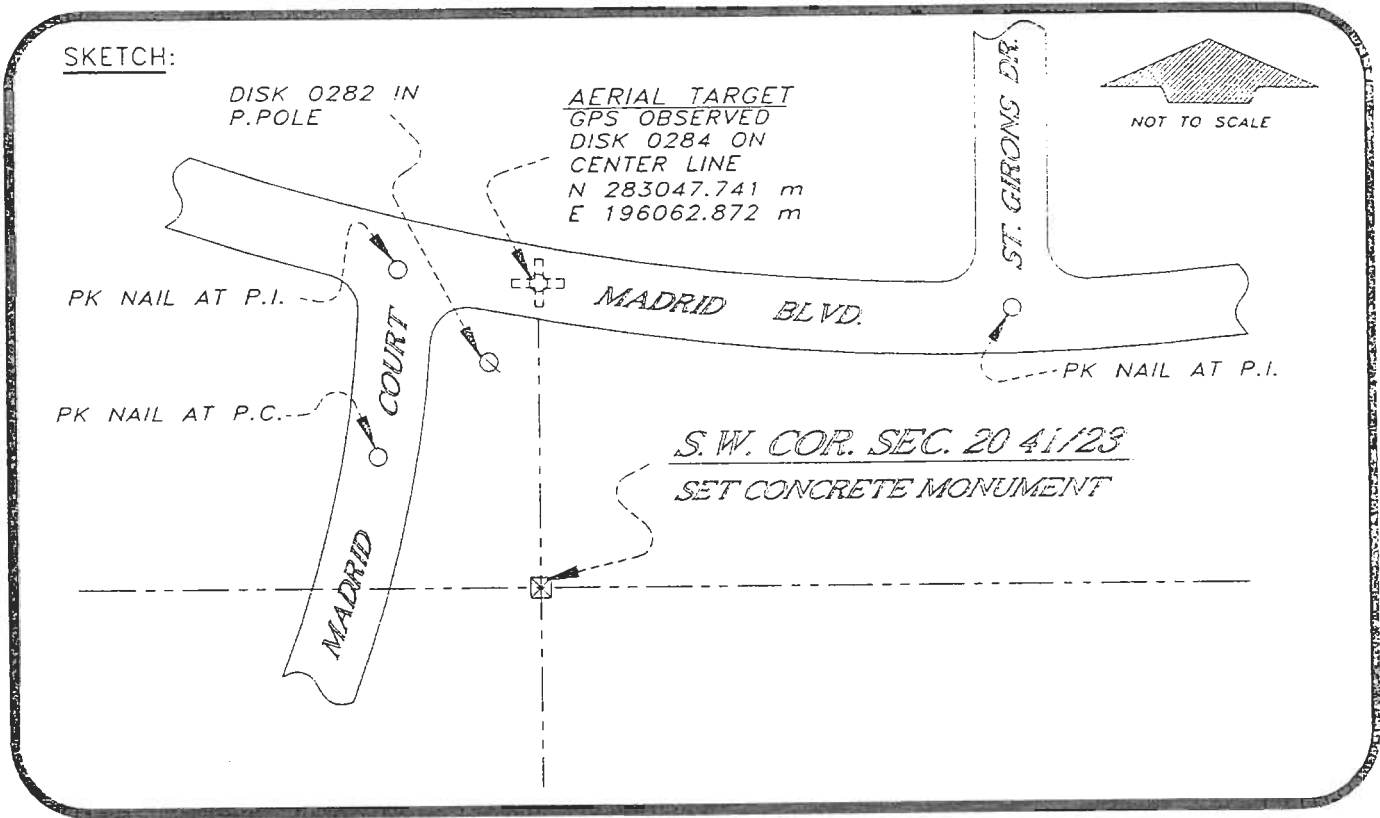 SKETCH:
DISK 0282 IN
P.POLE
AERIAL TARGET
GPS OBSERVED
DISK 0284 ON
CENTER LINE
N 283047.741 m
E 196062.872 m
ST. GIRONS DR.
NOT TO SCALE
PK NAIL AT P.I.
MADRID BLVD.
PK NAIL AT P.I.
PK NAIL AT P.C.
MADRID COURT
S.W. COR. SEC. 20 41/23
SET CONCRETE MONUMENT